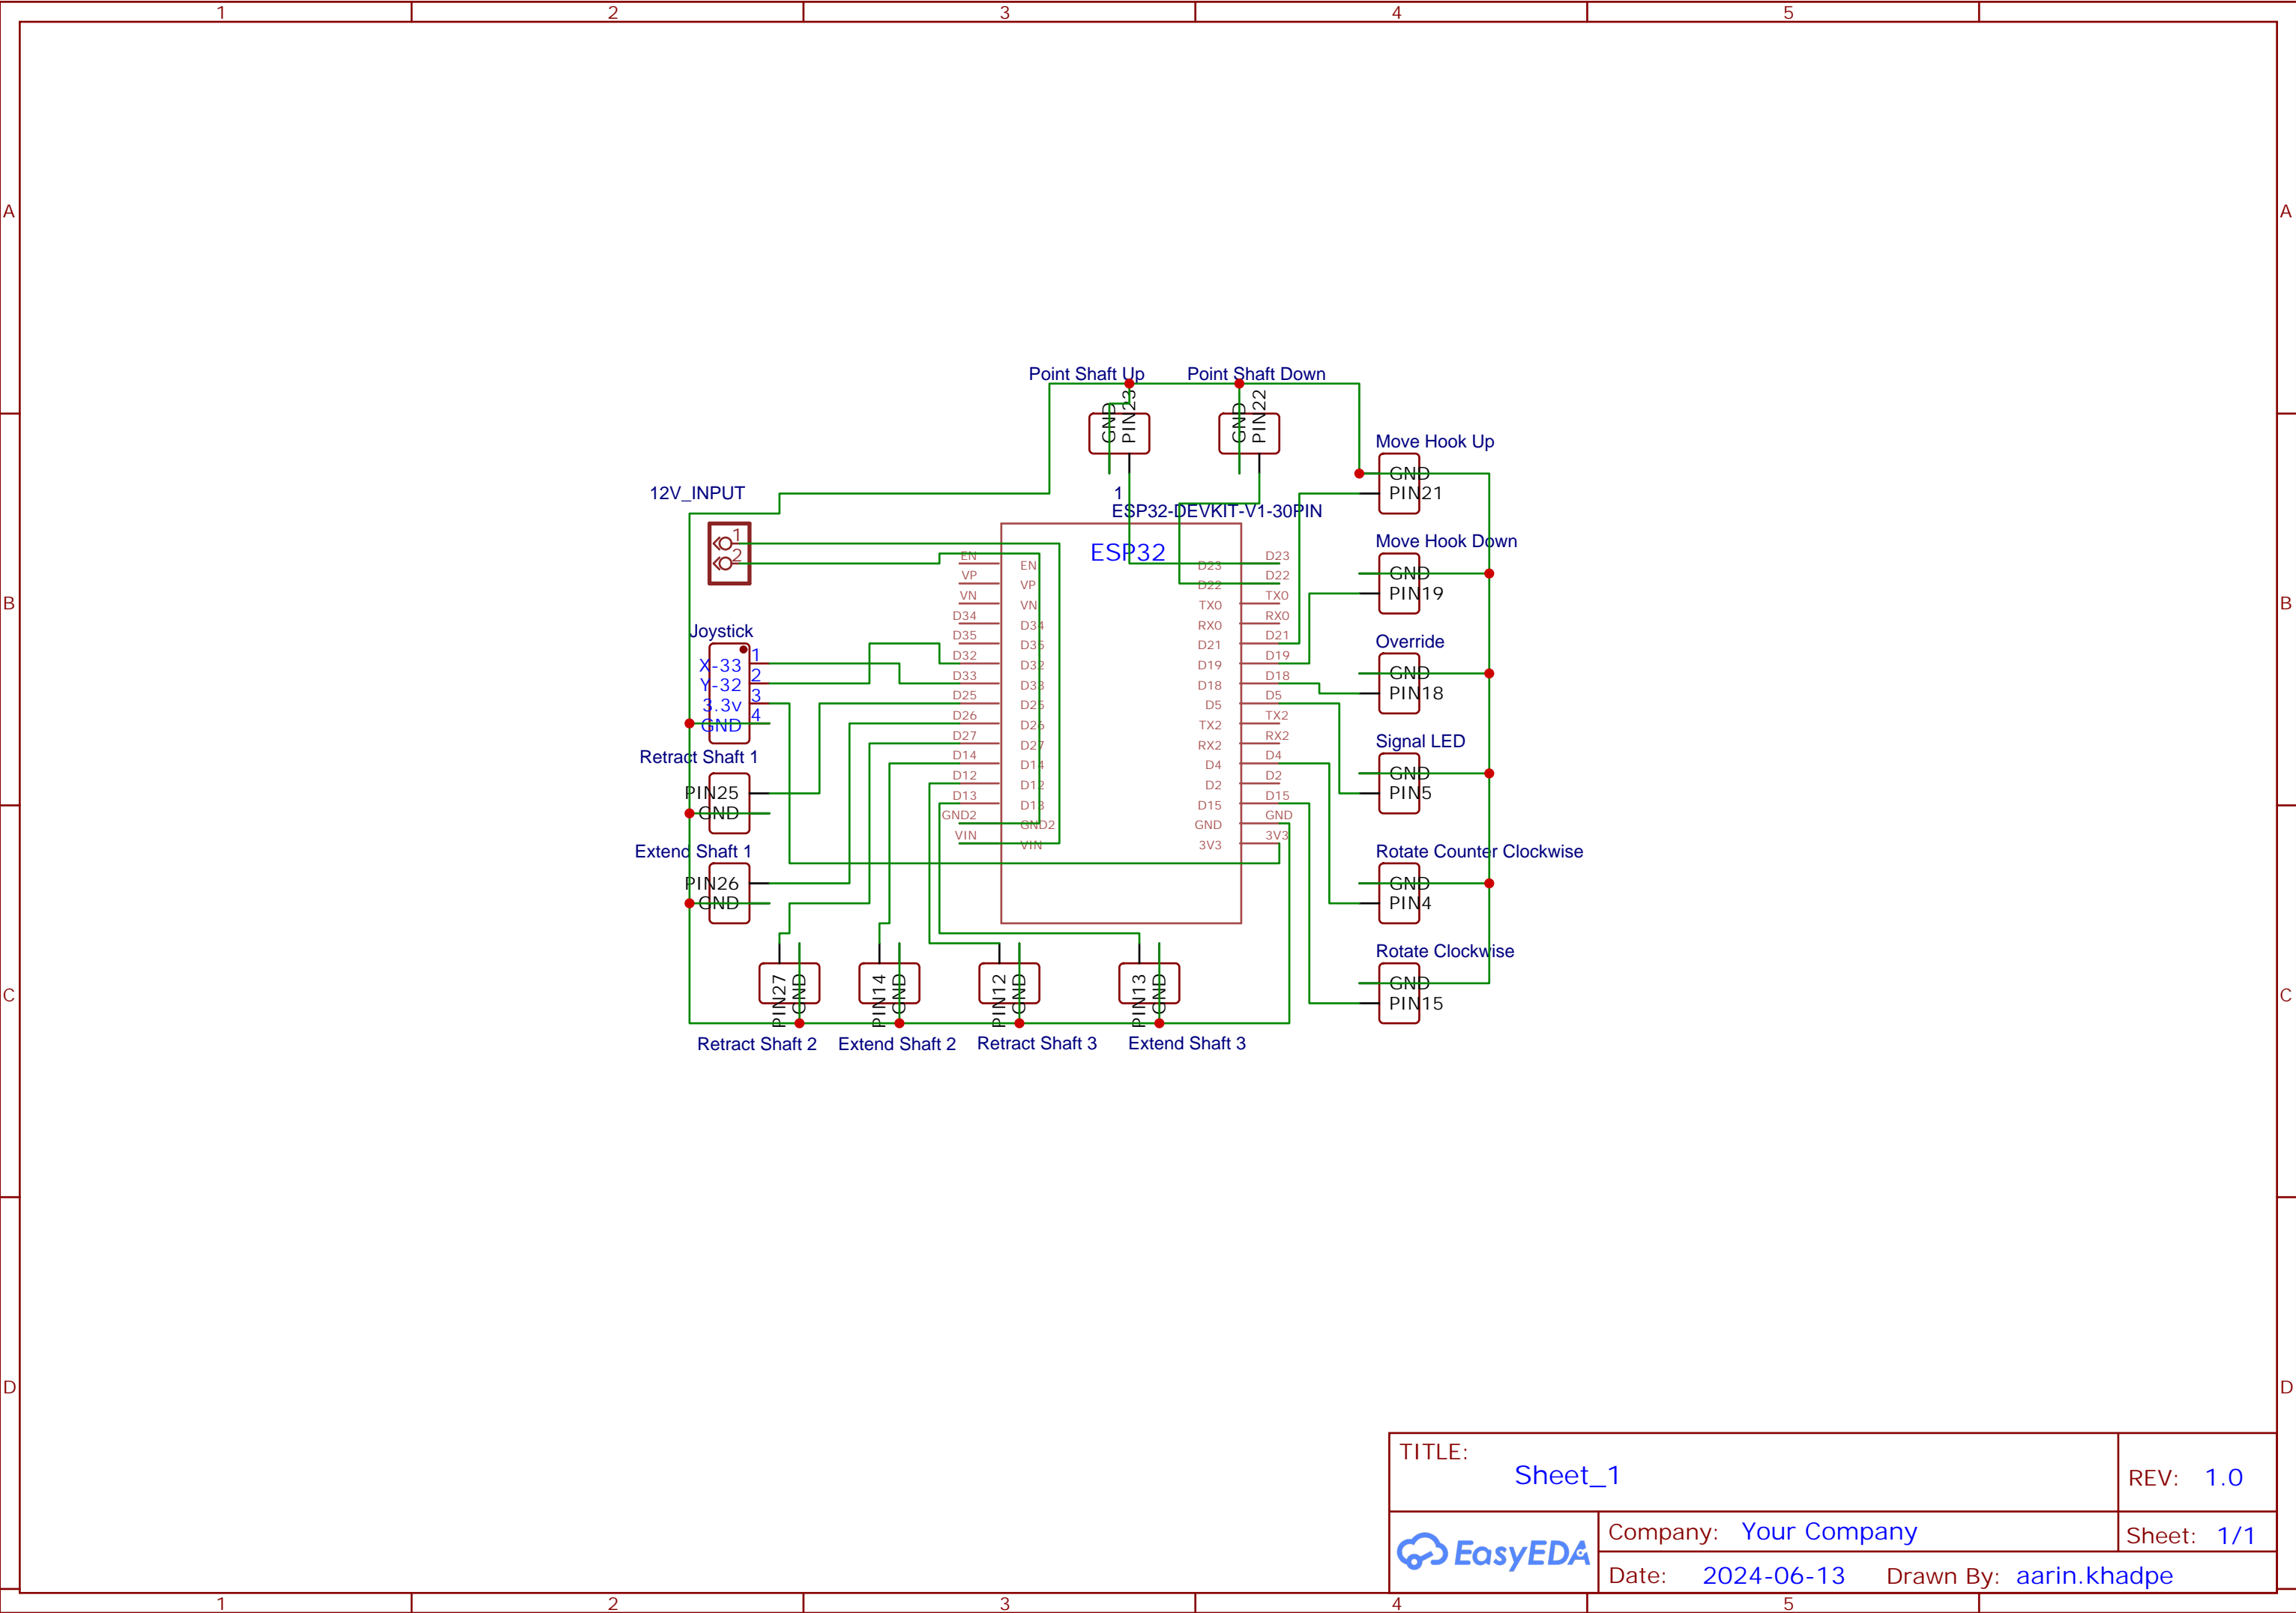 1 2 3 4 5
A A
B B
C C
D D
Point Shaft Up
Point Shaft Down
GND
PIN23
GND
PIN22
Move Hook Up
GND
PIN21
12V_INPUT
1
2
1
ESP32-DEVKIT-V1-30PIN
ESP32
Move Hook Down
GND
PIN19
EN EN D23 D23
VP VP D22 D22
VN VN TX0 TX0
D34 D34 RX0 RX0
D35 D35 D21 D21
D32 D32 D19 D19
D33 D33 D18 D18
D25 D25 D5 D5
D26 D26 TX2 TX2
D27 D27 RX2 RX2
D14 D14 D4 D4
D12 D12 D2 D2
D13 D13 D15 D15
GND2 GND2 GND GND
VIN VIN 3V3 3V3
Joystick
X-33 1
Y-32 2
3.3v 3
GND 4
Override
GND
PIN18
Retract Shaft 1
PIN25
GND
Signal LED
GND
PIN5
Extend Shaft 1
PIN26
GND
Rotate Counter Clockwise
GND
PIN4
Rotate Clockwise
GND
PIN15
PIN27
GND
PIN14
GND
PIN12
GND
PIN13
GND
Retract Shaft 2
Extend Shaft 2
Retract Shaft 3
Extend Shaft 3
TITLE:
Sheet_1
REV: 1.0
EasyEDA
Company: Your Company
Sheet: 1/1
Date: 2024-06-13
Drawn By: aarin.khadpe
1 2 3 4 5